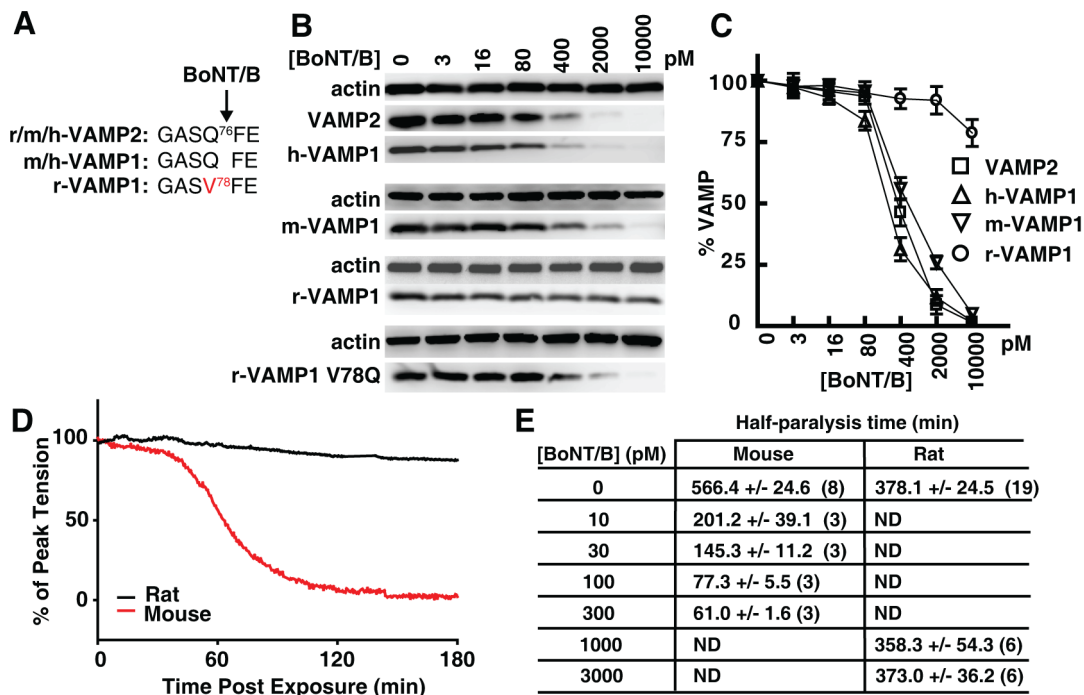 A
BoNT/B
r/m/h-VAMP2: GASQ⁷⁶FE
m/h-VAMP1: GASQ FE
r-VAMP1: GASV⁷⁸FE
B
[BoNT/B] 0 3 16 80 400 2000 10000 pM
actin
VAMP2
h-VAMP1
actin
m-VAMP1
actin
r-VAMP1
actin
r-VAMP1 V78Q
C
% VAMP
100
75
50
25
0
VAMP2
h-VAMP1
m-VAMP1
r-VAMP1
0 3 16 80 400 2000 10000 pM
[BoNT/B]
D
% of Peak Tension
100
50
0
Rat
Mouse
0 60 120 180
Time Post Exposure (min)
E
Half-paralysis time (min)
[BoNT/B] (pM) Mouse Rat
0 566.4 +/- 24.6 (8) 378.1 +/- 24.5 (19)
10 201.2 +/- 39.1 (3) ND
30 145.3 +/- 11.2 (3) ND
100 77.3 +/- 5.5 (3) ND
300 61.0 +/- 1.6 (3) ND
1000 ND 358.3 +/- 54.3 (6)
3000 ND 373.0 +/- 36.2 (6)